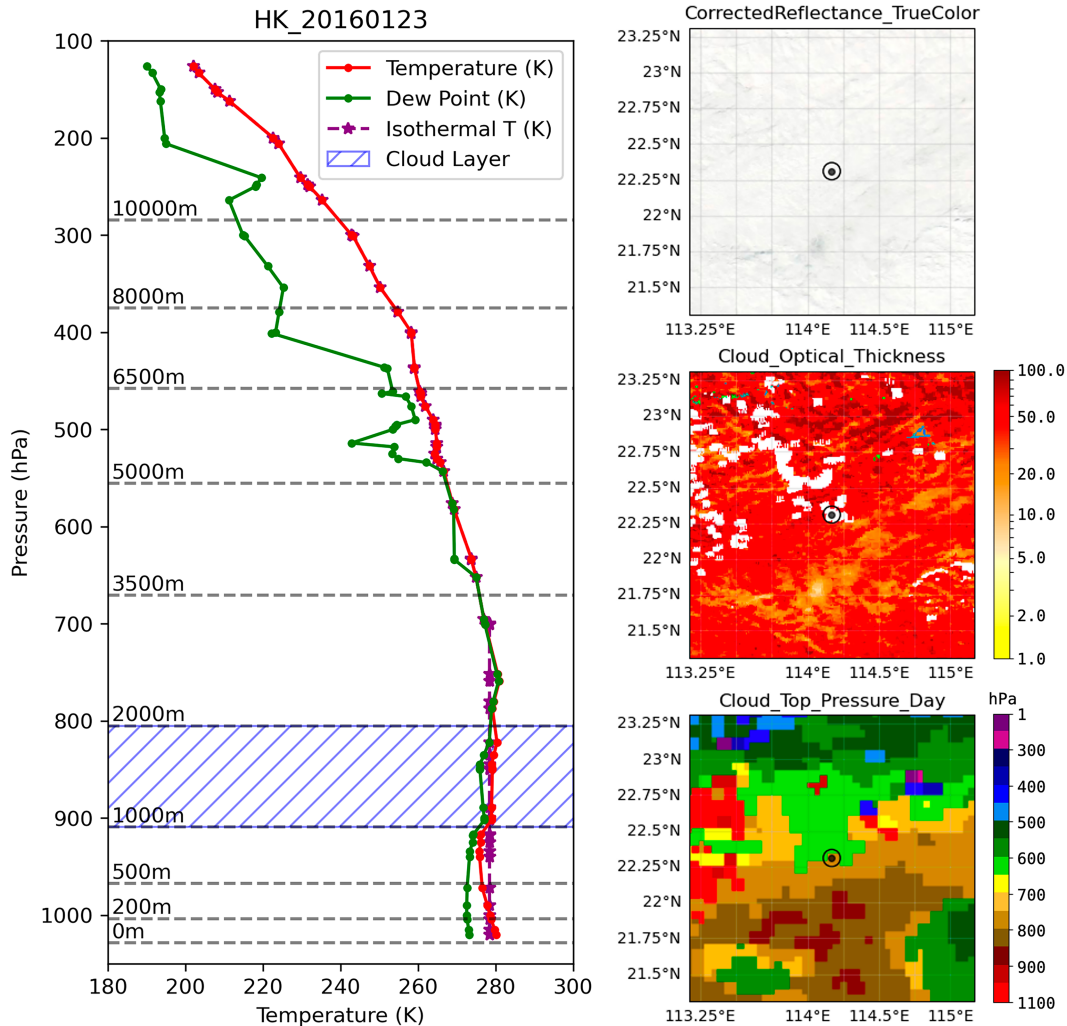 HK_20160123
100
200
300
400
500
600
700
800
900
1000
Pressure (hPa)
Temperature (K)
Dew Point (K)
Isothermal T (K)
Cloud Layer
10000m
8000m
6500m
5000m
3500m
2000m
1000m
500m
200m
0m
180 200 220 240 260 280 300
Temperature (K)
CorrectedReflectance_TrueColor
23.25°N
23°N
22.75°N
22.5°N
22.25°N
22°N
21.75°N
21.5°N
113.25°E 114°E 114.5°E 115°E
Cloud_Optical_Thickness
23.25°N
23°N
22.75°N
22.5°N
22.25°N
22°N
21.75°N
21.5°N
113.25°E 114°E 114.5°E 115°E
100.0
50.0
20.0
10.0
5.0
2.0
1.0
Cloud_Top_Pressure_Day
23.25°N
23°N
22.75°N
22.5°N
22.25°N
22°N
21.75°N
21.5°N
113.25°E 114°E 114.5°E 115°E
hPa
1
300
400
500
600
700
800
900
1100